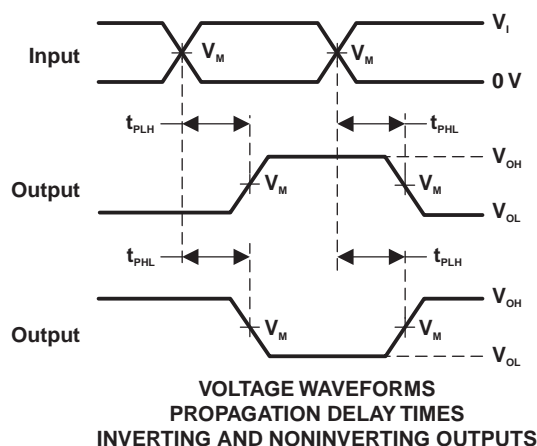 Input
V_M
V_M
V_I
0 V
t_PLH
t_PHL
Output
V_M
V_M
V_OH
V_OL
t_PHL
t_PLH
Output
V_M
V_M
V_OH
V_OL
VOLTAGE WAVEFORMS
PROPAGATION DELAY TIMES
INVERTING AND NONINVERTING OUTPUTS